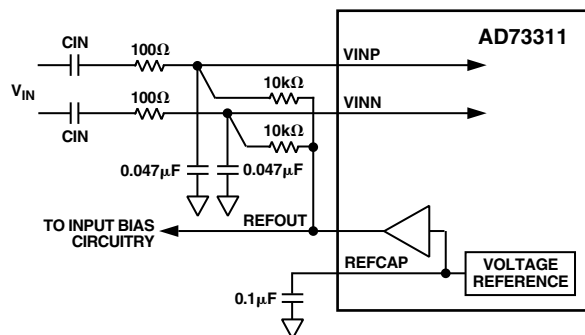 AD73311
CIN
100Ω
VINP
10kΩ
VIN
100Ω
VINN
CIN
10kΩ
0.047µF
0.047µF
TO INPUT BIAS
CIRCUITRY
REFOUT
REFCAP
VOLTAGE
REFERENCE
0.1µF